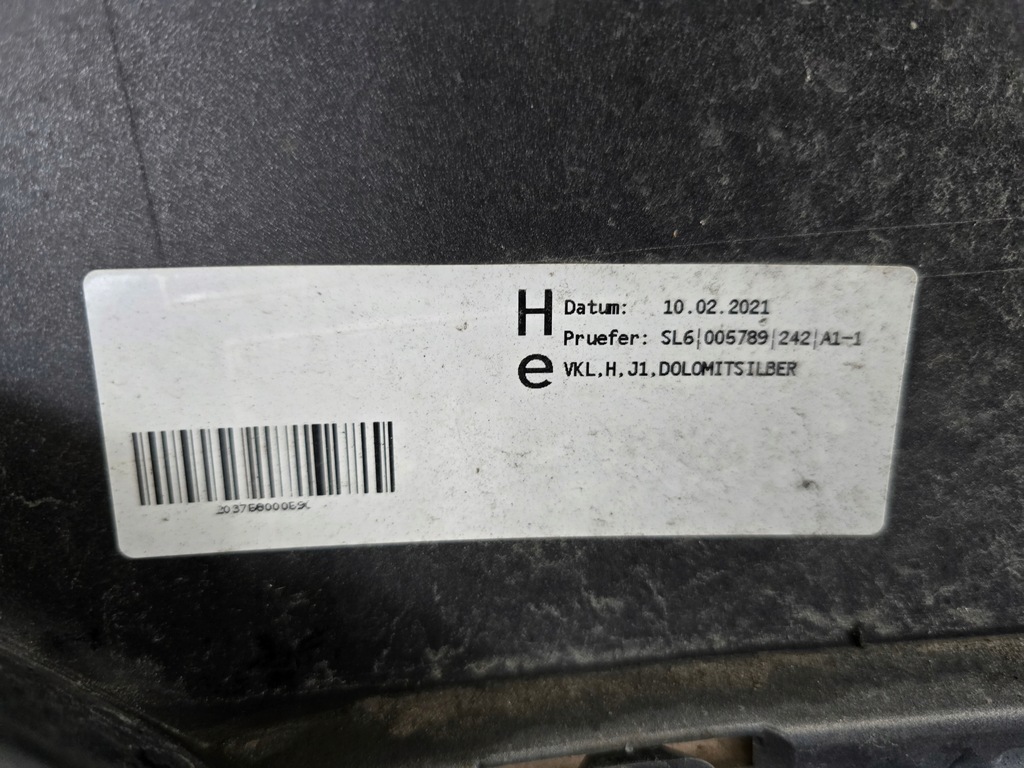 H Datum: 10.02.2021
Pruefer: SL6|005789|242|A1-1
e VKL,H,J1,DOLOMITSILBER